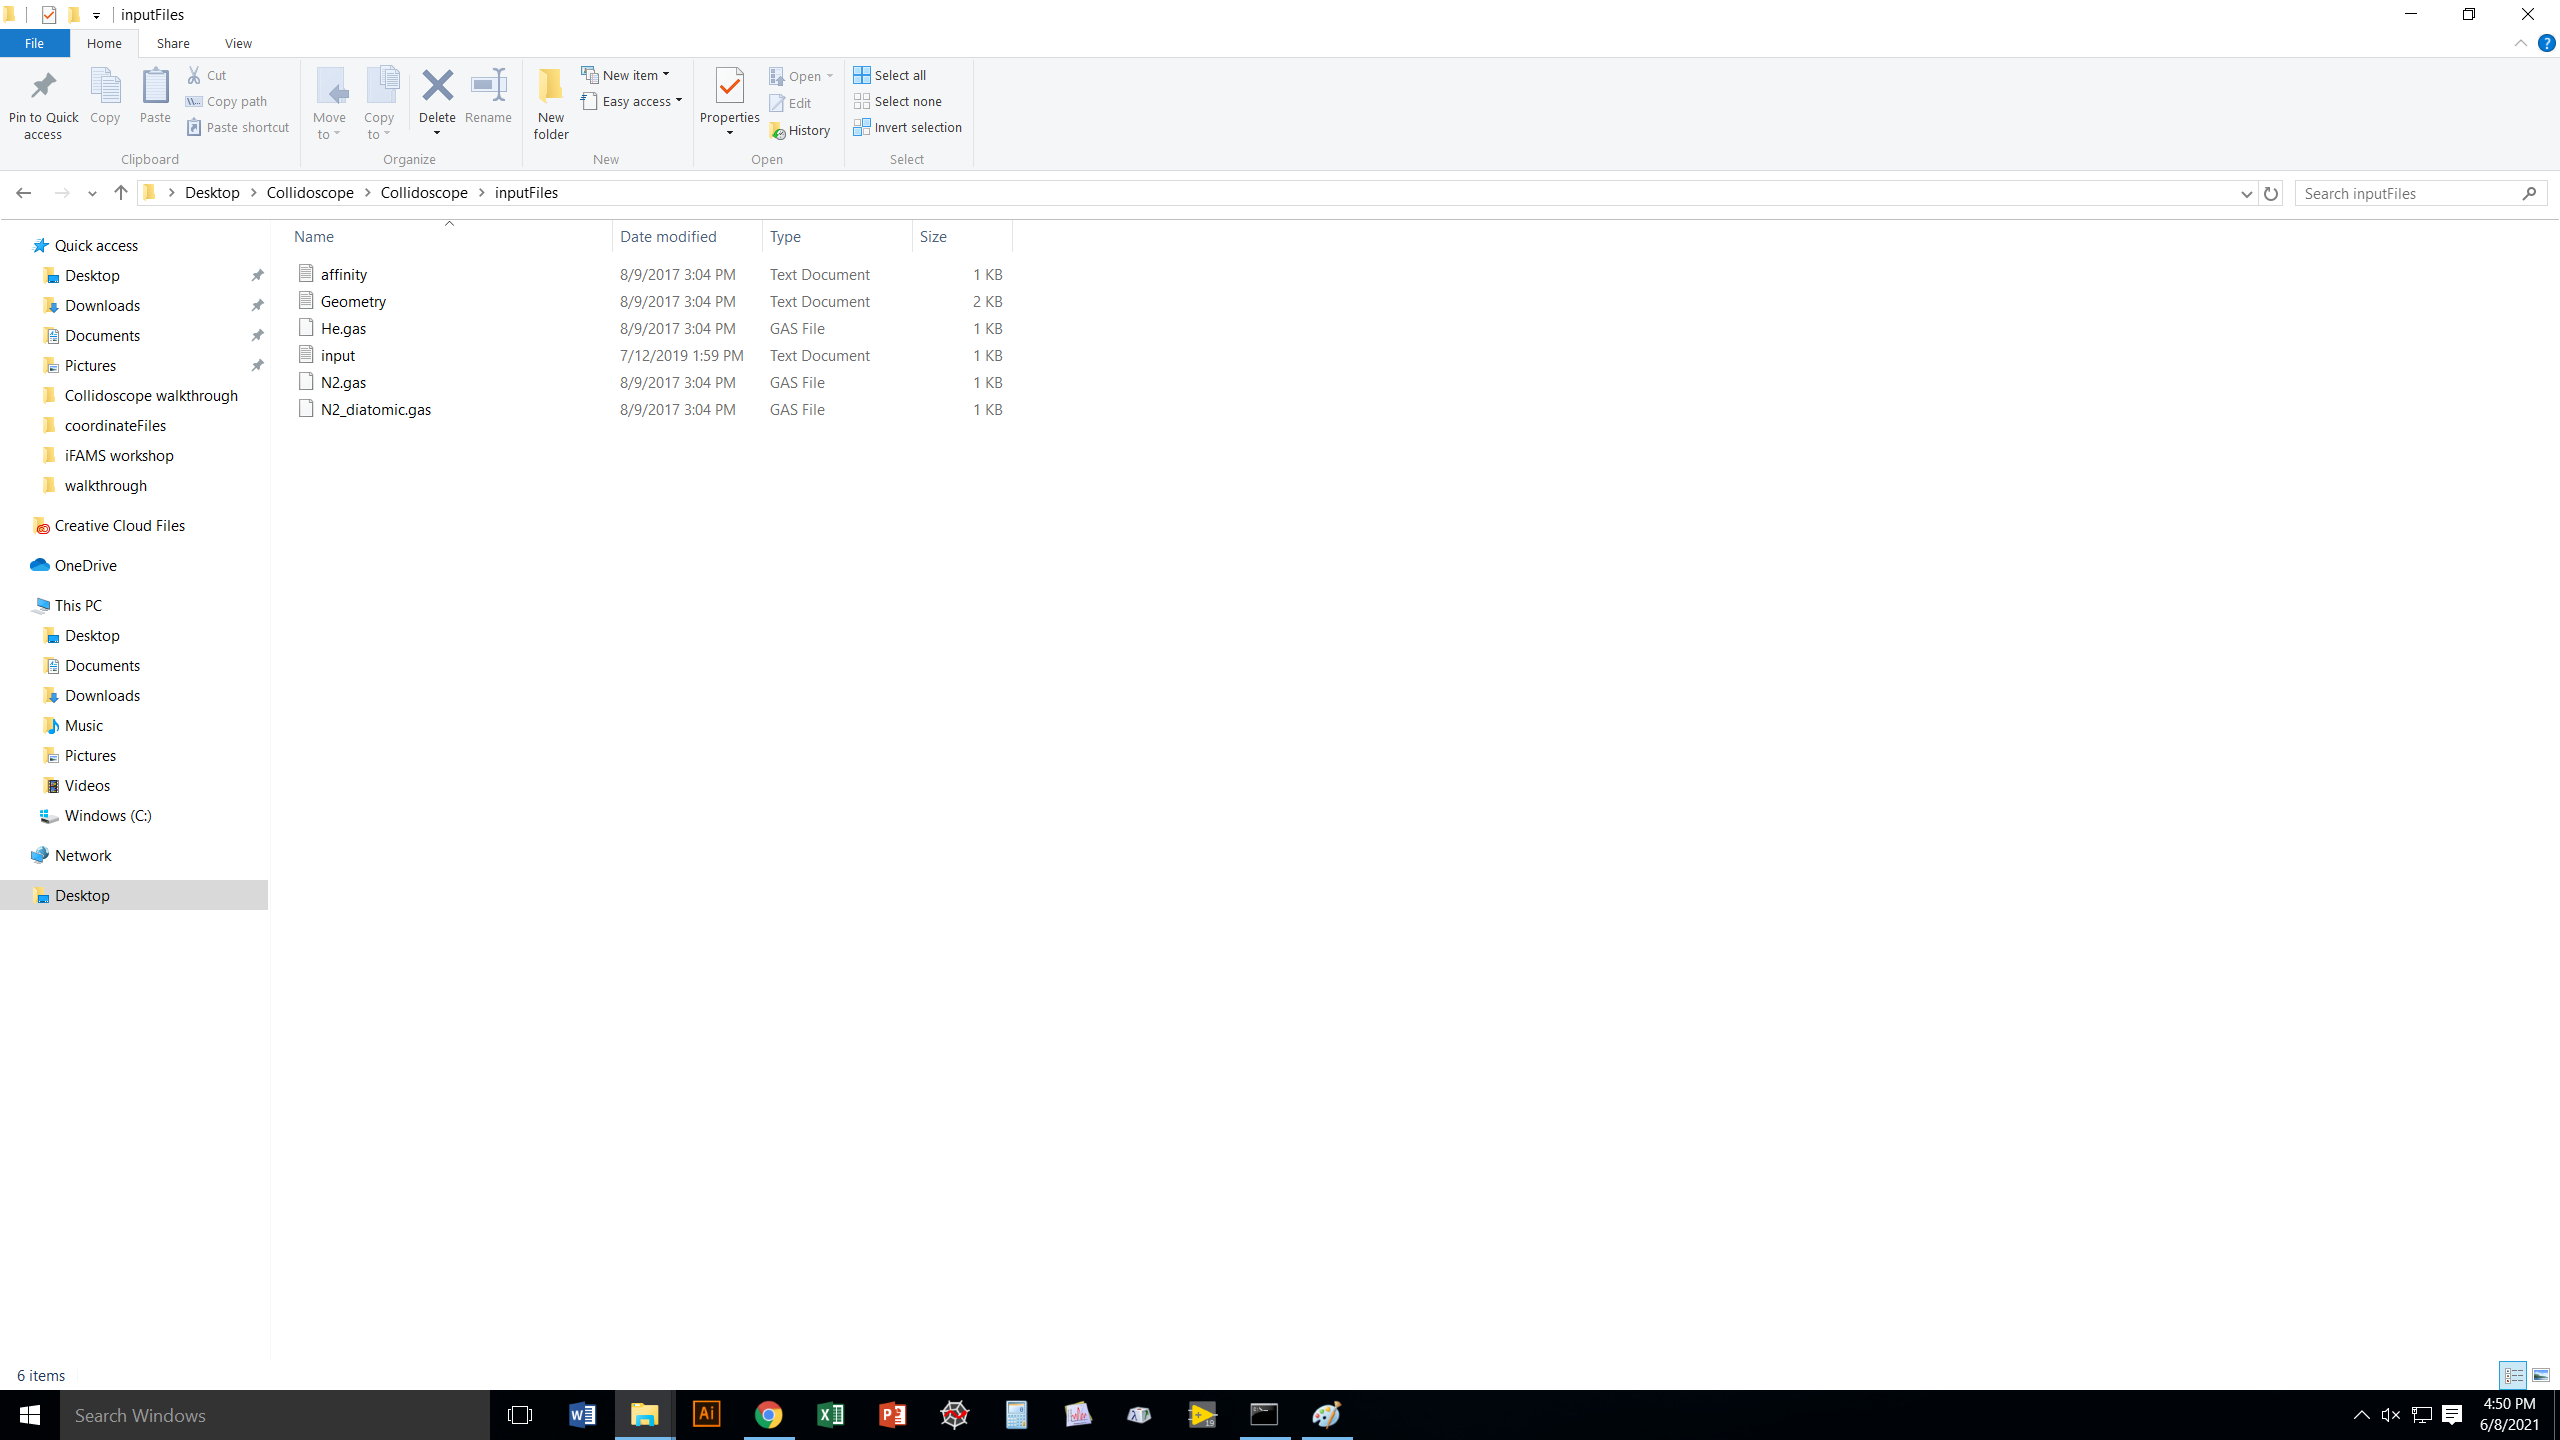 inputFiles
File Home Share View
Pin to Quick access
Copy
Paste
Cut
Copy path
Paste shortcut
Clipboard
Move to
Copy to
Delete
Rename
Organize
New folder
New item
Easy access
New
Properties
Open
Edit
History
Open
Select all
Select none
Invert selection
Select
Desktop > Collidoscope > Collidoscope > inputFiles
Search inputFiles
Quick access
Desktop
Downloads
Documents
Pictures
Collidoscope walkthrough
coordinateFiles
iFAMS workshop
walkthrough
Creative Cloud Files
OneDrive
This PC
Desktop
Documents
Downloads
Music
Pictures
Videos
Windows (C:)
Network
Desktop
Name Date modified Type Size
affinity 8/9/2017 3:04 PM Text Document 1 KB
Geometry 8/9/2017 3:04 PM Text Document 2 KB
He.gas 8/9/2017 3:04 PM GAS File 1 KB
input 7/12/2019 1:59 PM Text Document 1 KB
N2.gas 8/9/2017 3:04 PM GAS File 1 KB
N2_diatomic.gas 8/9/2017 3:04 PM GAS File 1 KB
6 items
Search Windows
Ai
4:50 PM
6/8/2021